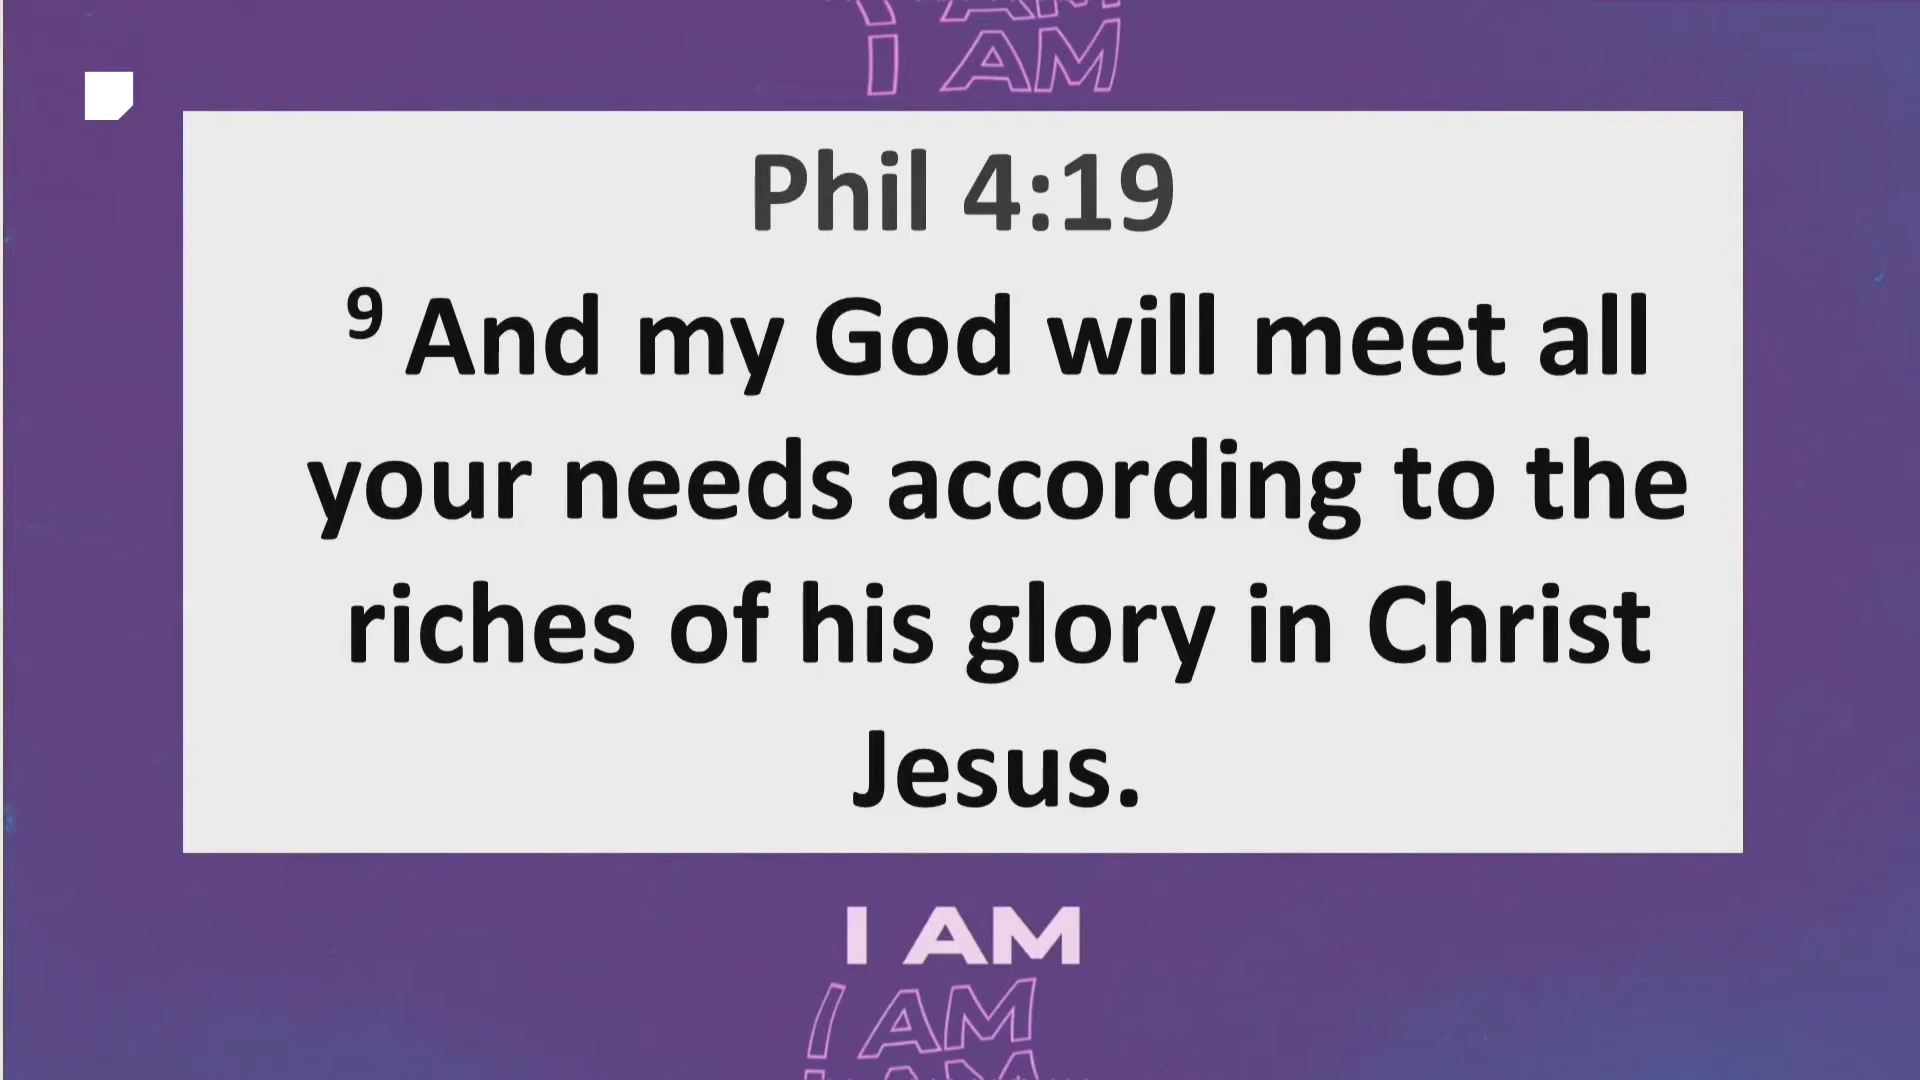 I AM
Phil 4:19
9 And my God will meet all
your needs according to the
riches of his glory in Christ
Jesus.
I AM
I AM